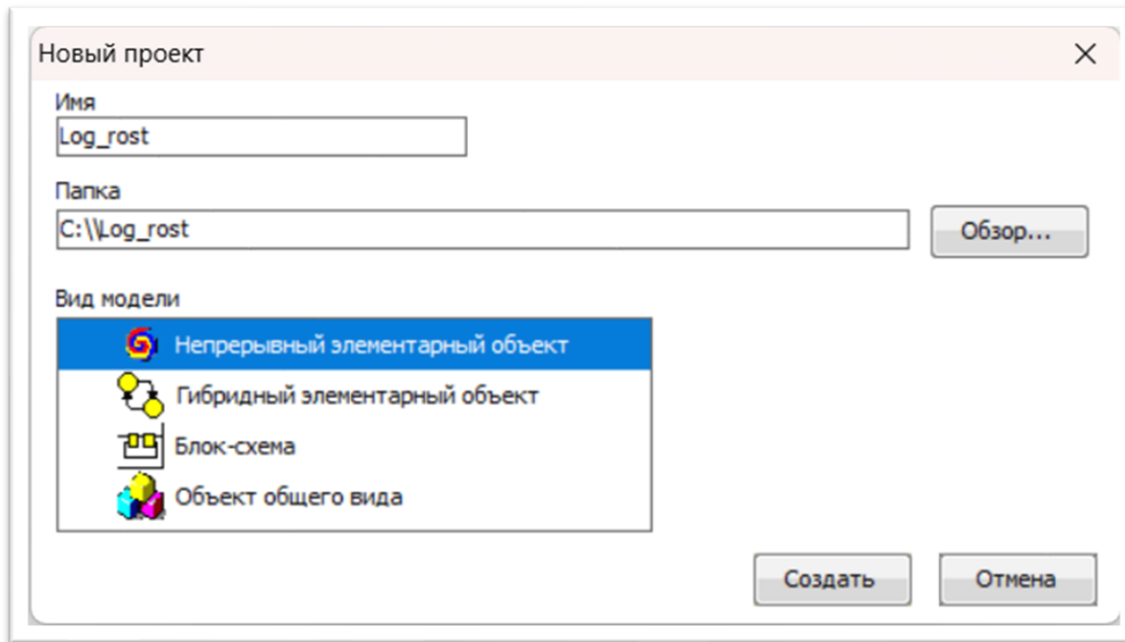 Новый проект
Имя
Log_rost
Папка
C:\\Log_rost
Обзор...
Вид модели
Непрерывный элементарный объект
Гибридный элементарный объект
Блок-схема
Объект общего вида
Создать
Отмена